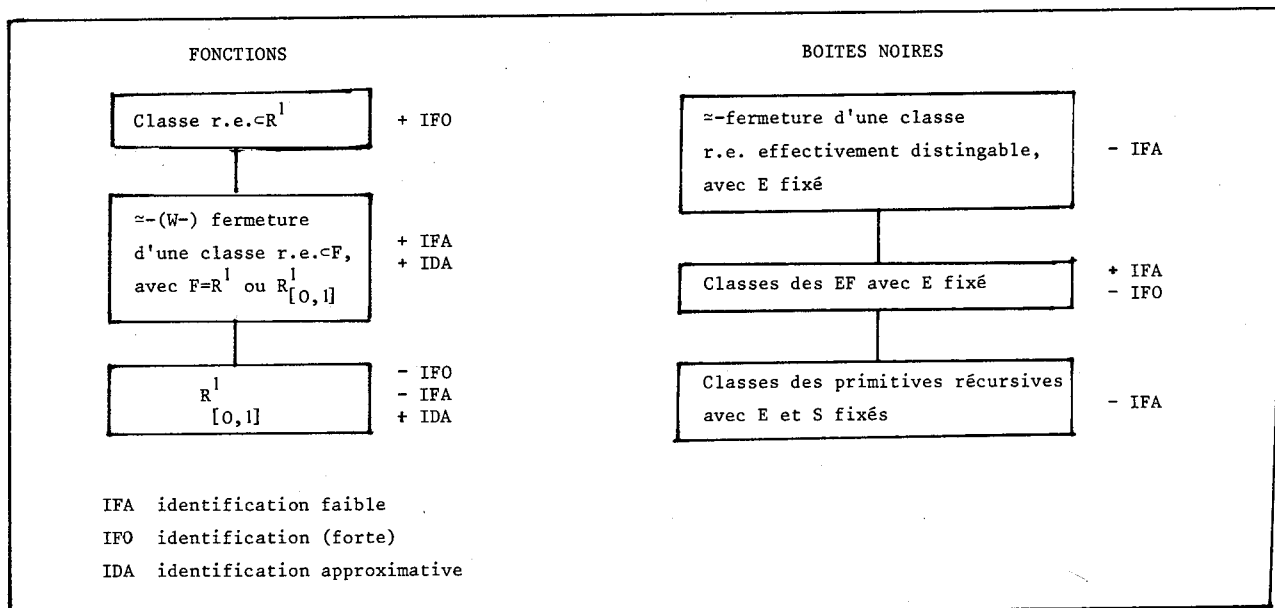 FONCTIONS
Classe r.e.⊂R¹
+ IFO
≃-(W-) fermeture
d'une classe r.e.⊂F,
avec F=R¹ ou R¹[0,1]
+ IFA
+ IDA
R¹[0,1]
- IFO
- IFA
+ IDA
IFA identification faible
IFO identification (forte)
IDA identification approximative
BOITES NOIRES
≃-fermeture d'une classe
r.e. effectivement distingable,
avec E fixé
- IFA
Classes des EF avec E fixé
+ IFA
- IFO
Classes des primitives récursives
avec E et S fixés
- IFA